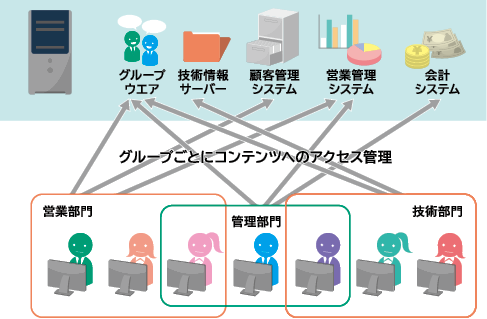 グループ
ウエア
技術情報
サーバー
顧客管理
システム
営業管理
システム
会計
システム
グループごとにコンテンツへのアクセス管理
営業部門
管理部門
技術部門